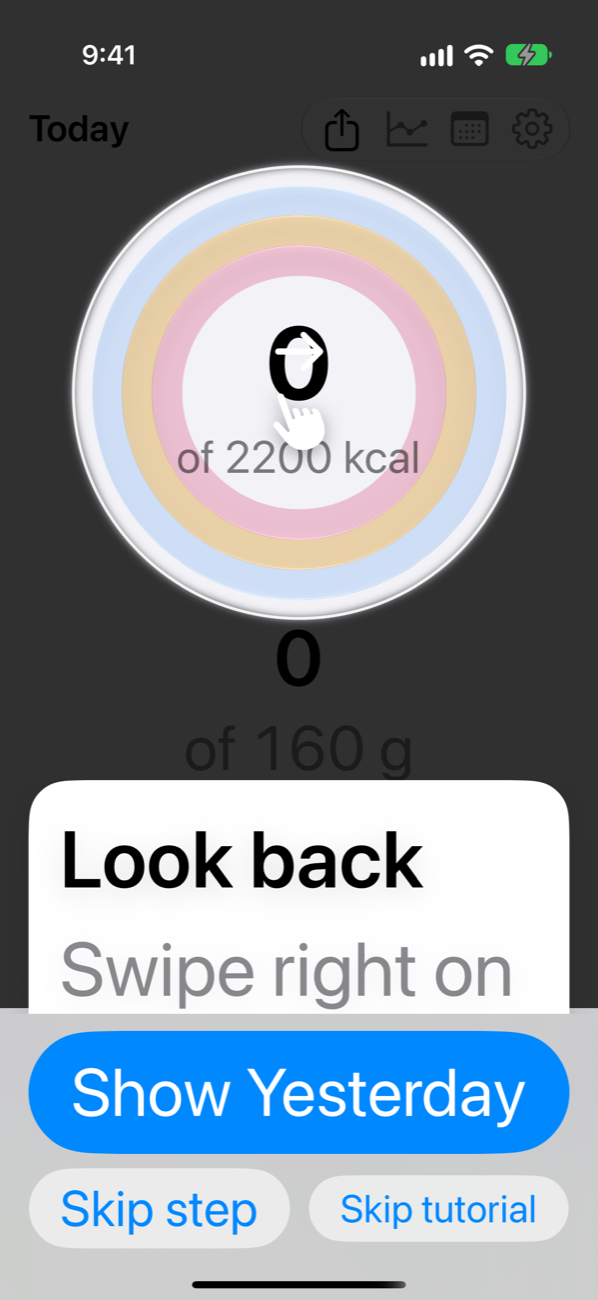 9:41
Today
0
of 2200 kcal
0
of 160 g
Look back
Swipe right on
Show Yesterday
Skip step
Skip tutorial